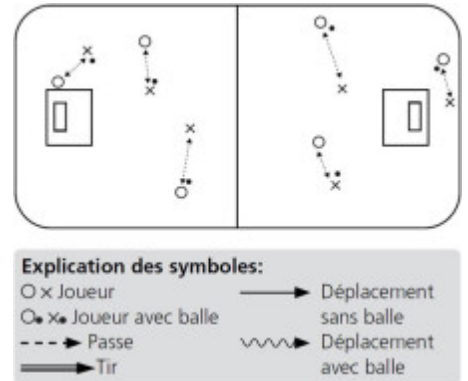 Explication des symboles:
O × Joueur
O• ×• Joueur avec balle
Passe
Tir
Déplacement
sans balle
Déplacement
avec balle